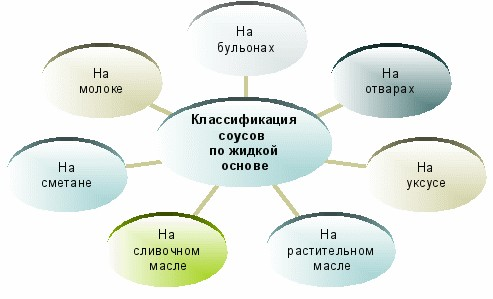 На
бульонах
На
молоке
На
отварах
Классификация
соусов
по жидкой
основе
На
сметане
На
уксусе
На
сливочном
масле
На
растительном
масле